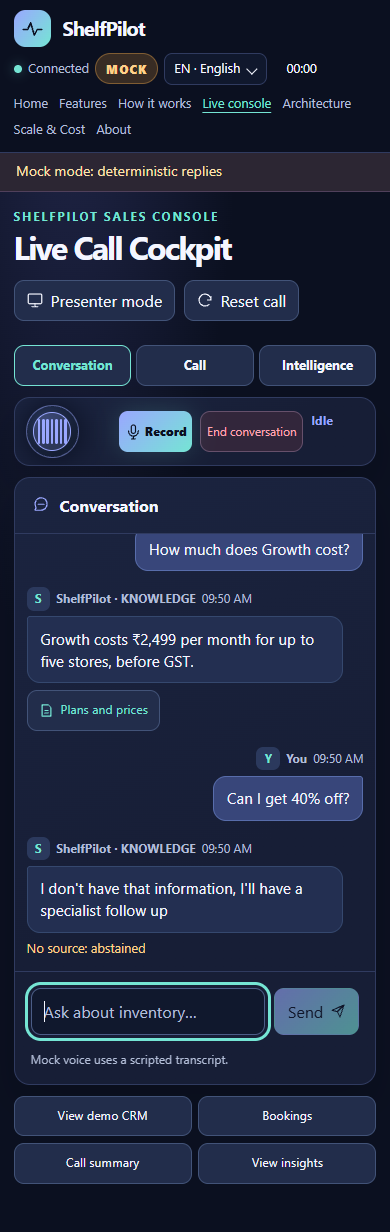 ShelfPilot
Connected MOCK EN · English 00:00
Home Features How it works Live console Architecture
Scale & Cost About
Mock mode: deterministic replies
SHELFPILOT SALES CONSOLE
Live Call Cockpit
Presenter mode Reset call
Conversation Call Intelligence
Record End conversation Idle
Conversation
How much does Growth cost?
S ShelfPilot · KNOWLEDGE 09:50 AM
Growth costs ₹2,499 per month for up to
five stores, before GST.
Plans and prices
Y You 09:50 AM
Can I get 40% off?
S ShelfPilot · KNOWLEDGE 09:50 AM
I don't have that information, I'll have a
specialist follow up
No source: abstained
Ask about inventory... Send
Mock voice uses a scripted transcript.
View demo CRM Bookings
Call summary View insights